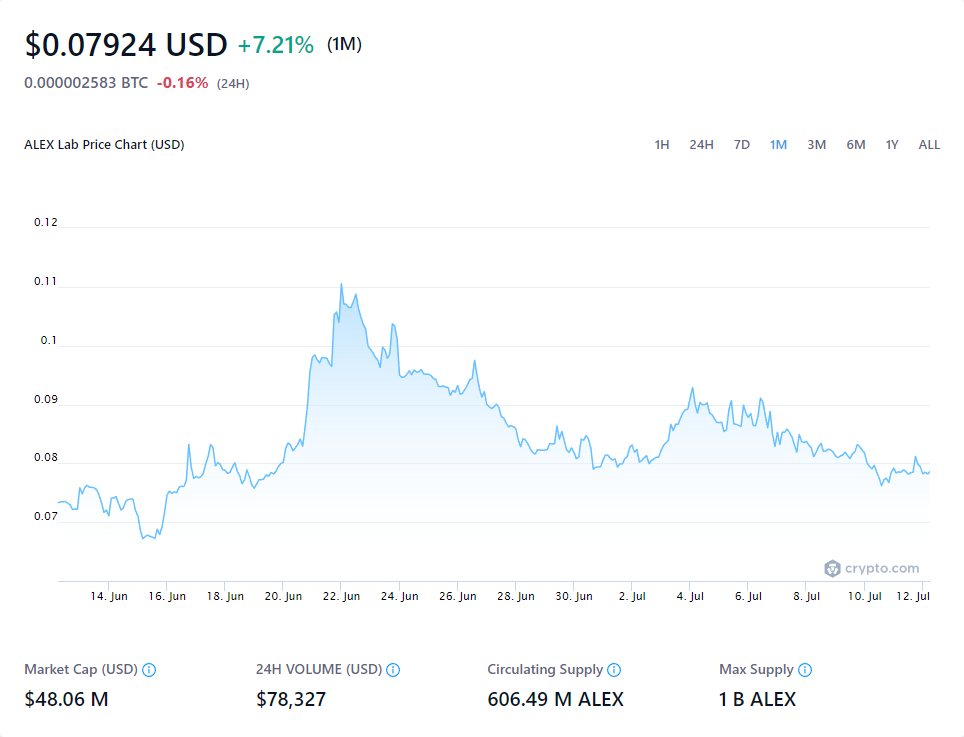 $0.07924 USD +7.21% (1M)
0.000002583 BTC -0.16% (24H)
ALEX Lab Price Chart (USD) 1H 24H 7D 1M 3M 6M 1Y ALL
0.12
0.11
0.1
0.09
0.08
0.07
crypto.com
14. Jun 16. Jun 18. Jun 20. Jun 22. Jun 24. Jun 26. Jun 28. Jun 30. Jun 2. Jul 4. Jul 6. Jul 8. Jul 10. Jul 12. Jul
Market Cap (USD) 24H VOLUME (USD) Circulating Supply Max Supply
$48.06 M $78,327 606.49 M ALEX 1 B ALEX